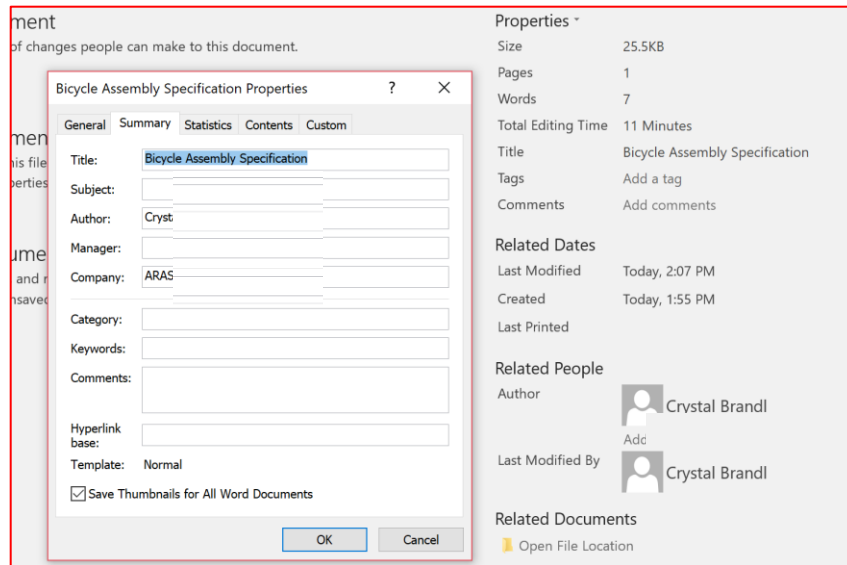 ment
of changes people can make to this document.
men
his file
perties
ume
and r
nsaved
Bicycle Assembly Specification Properties ? X
General Summary Statistics Contents Custom
Title: Bicycle Assembly Specification
Subject:
Author: Cryst
Manager:
Company: ARAS
Category:
Keywords:
Comments:
Hyperlink
base:
Template: Normal
Save Thumbnails for All Word Documents
OK Cancel
Properties
Size 25.5KB
Pages 1
Words 7
Total Editing Time 11 Minutes
Title Bicycle Assembly Specification
Tags Add a tag
Comments Add comments
Related Dates
Last Modified Today, 2:07 PM
Created Today, 1:55 PM
Last Printed
Related People
Author Crystal Brandl
Add
Last Modified By Crystal Brandl
Related Documents
Open File Location